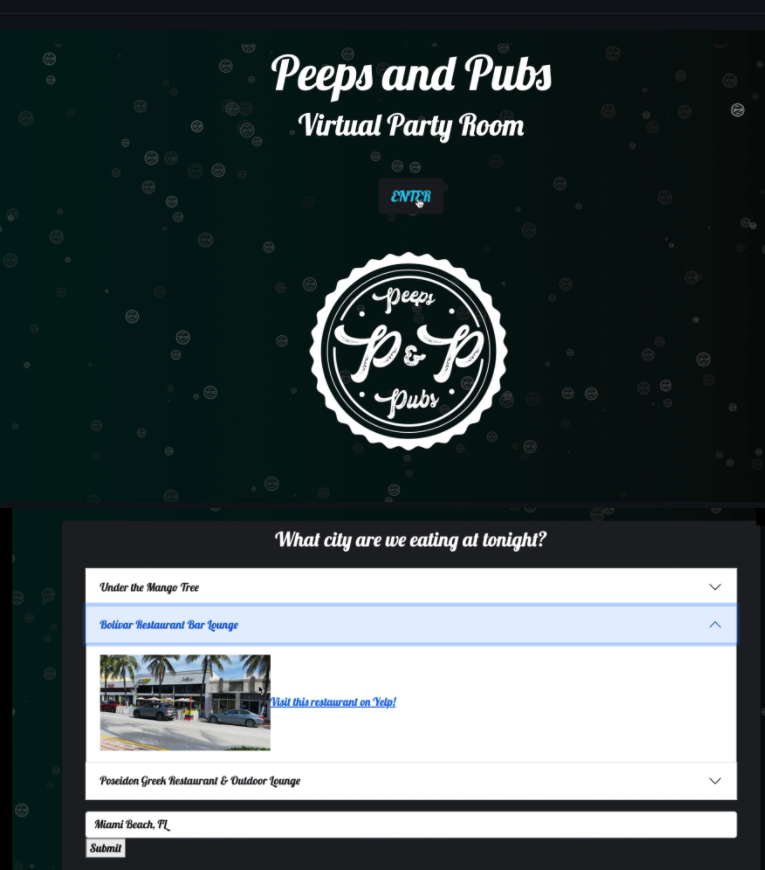 Peeps and Pubs
Virtual Party Room
ENTER
Peeps
P & P
Pubs
What city are we eating at tonight?
Under the Mango Tree
Bolívar Restaurant Bar Lounge
Visit this restaurant on Yelp!
Poseidon Greek Restaurant & Outdoor Lounge
Miami Beach, FL
Submit